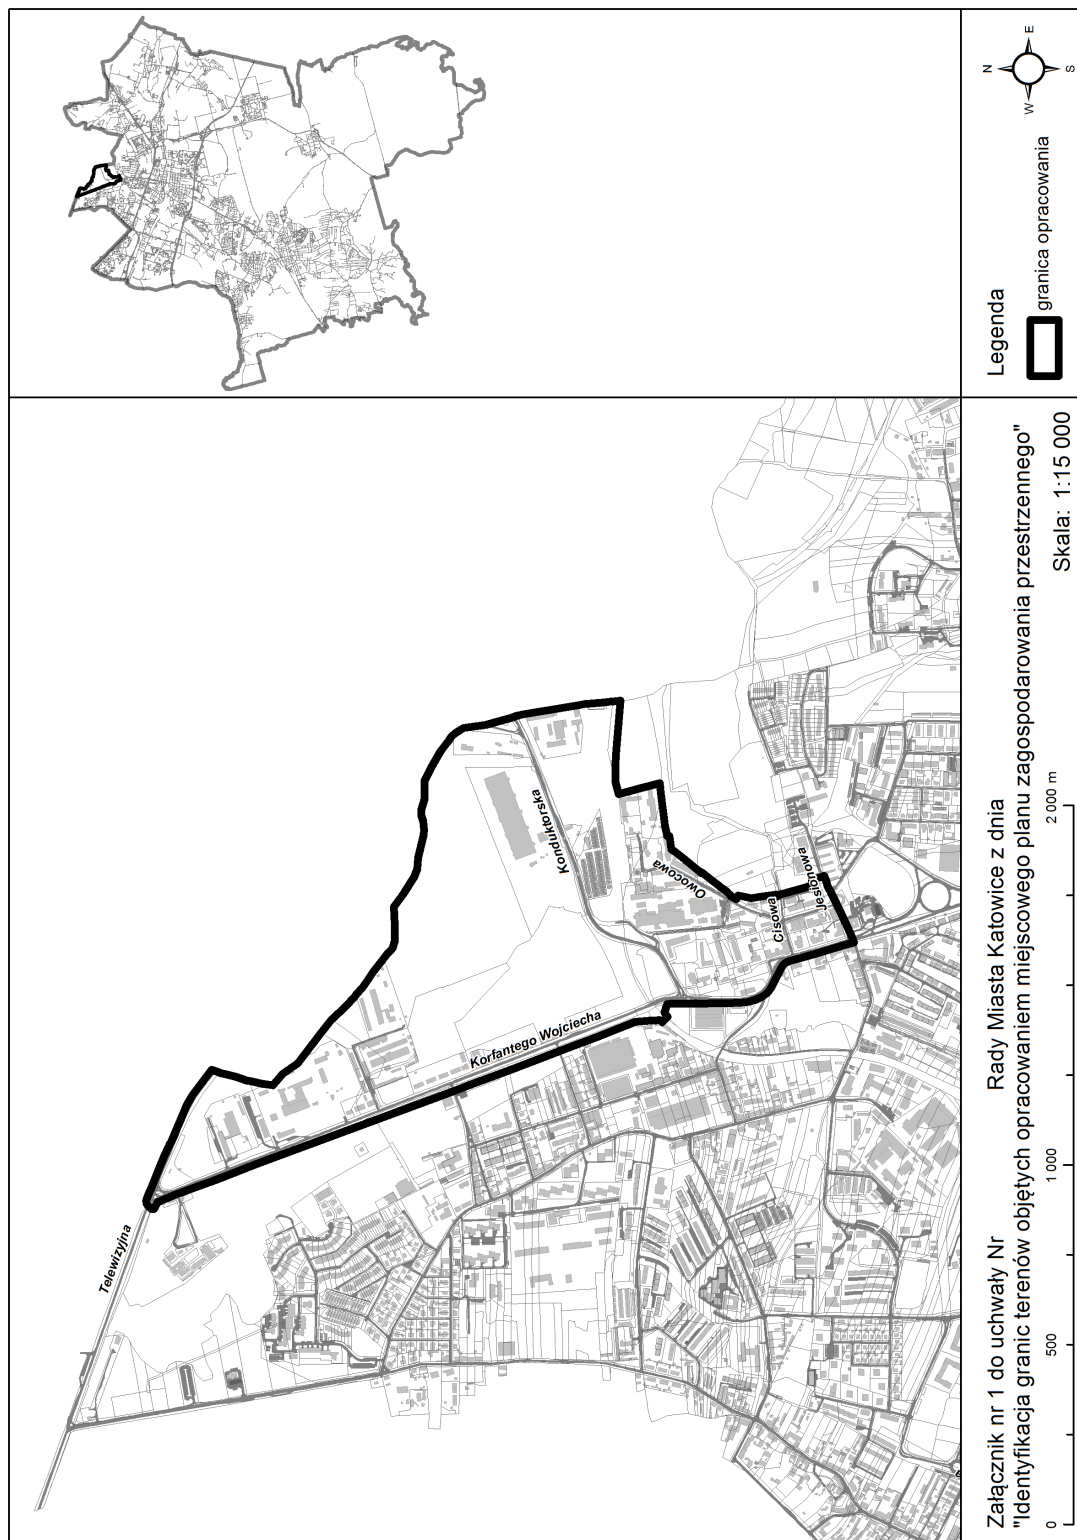 Telewizyjna
Korfantego Wojciecha
Konduktorska
Owocowa
Cisowa
Jesionowa
Załącznik nr 1 do uchwały Nr Rady Miasta Katowice z dnia
"Identyfikacja granic terenów objętych opracowaniem miejscowego planu zagospodarowania przestrzennego"
0 500 1 000 2 000 m
Skala: 1:15 000
Legenda
granica opracowania
N
W E
S